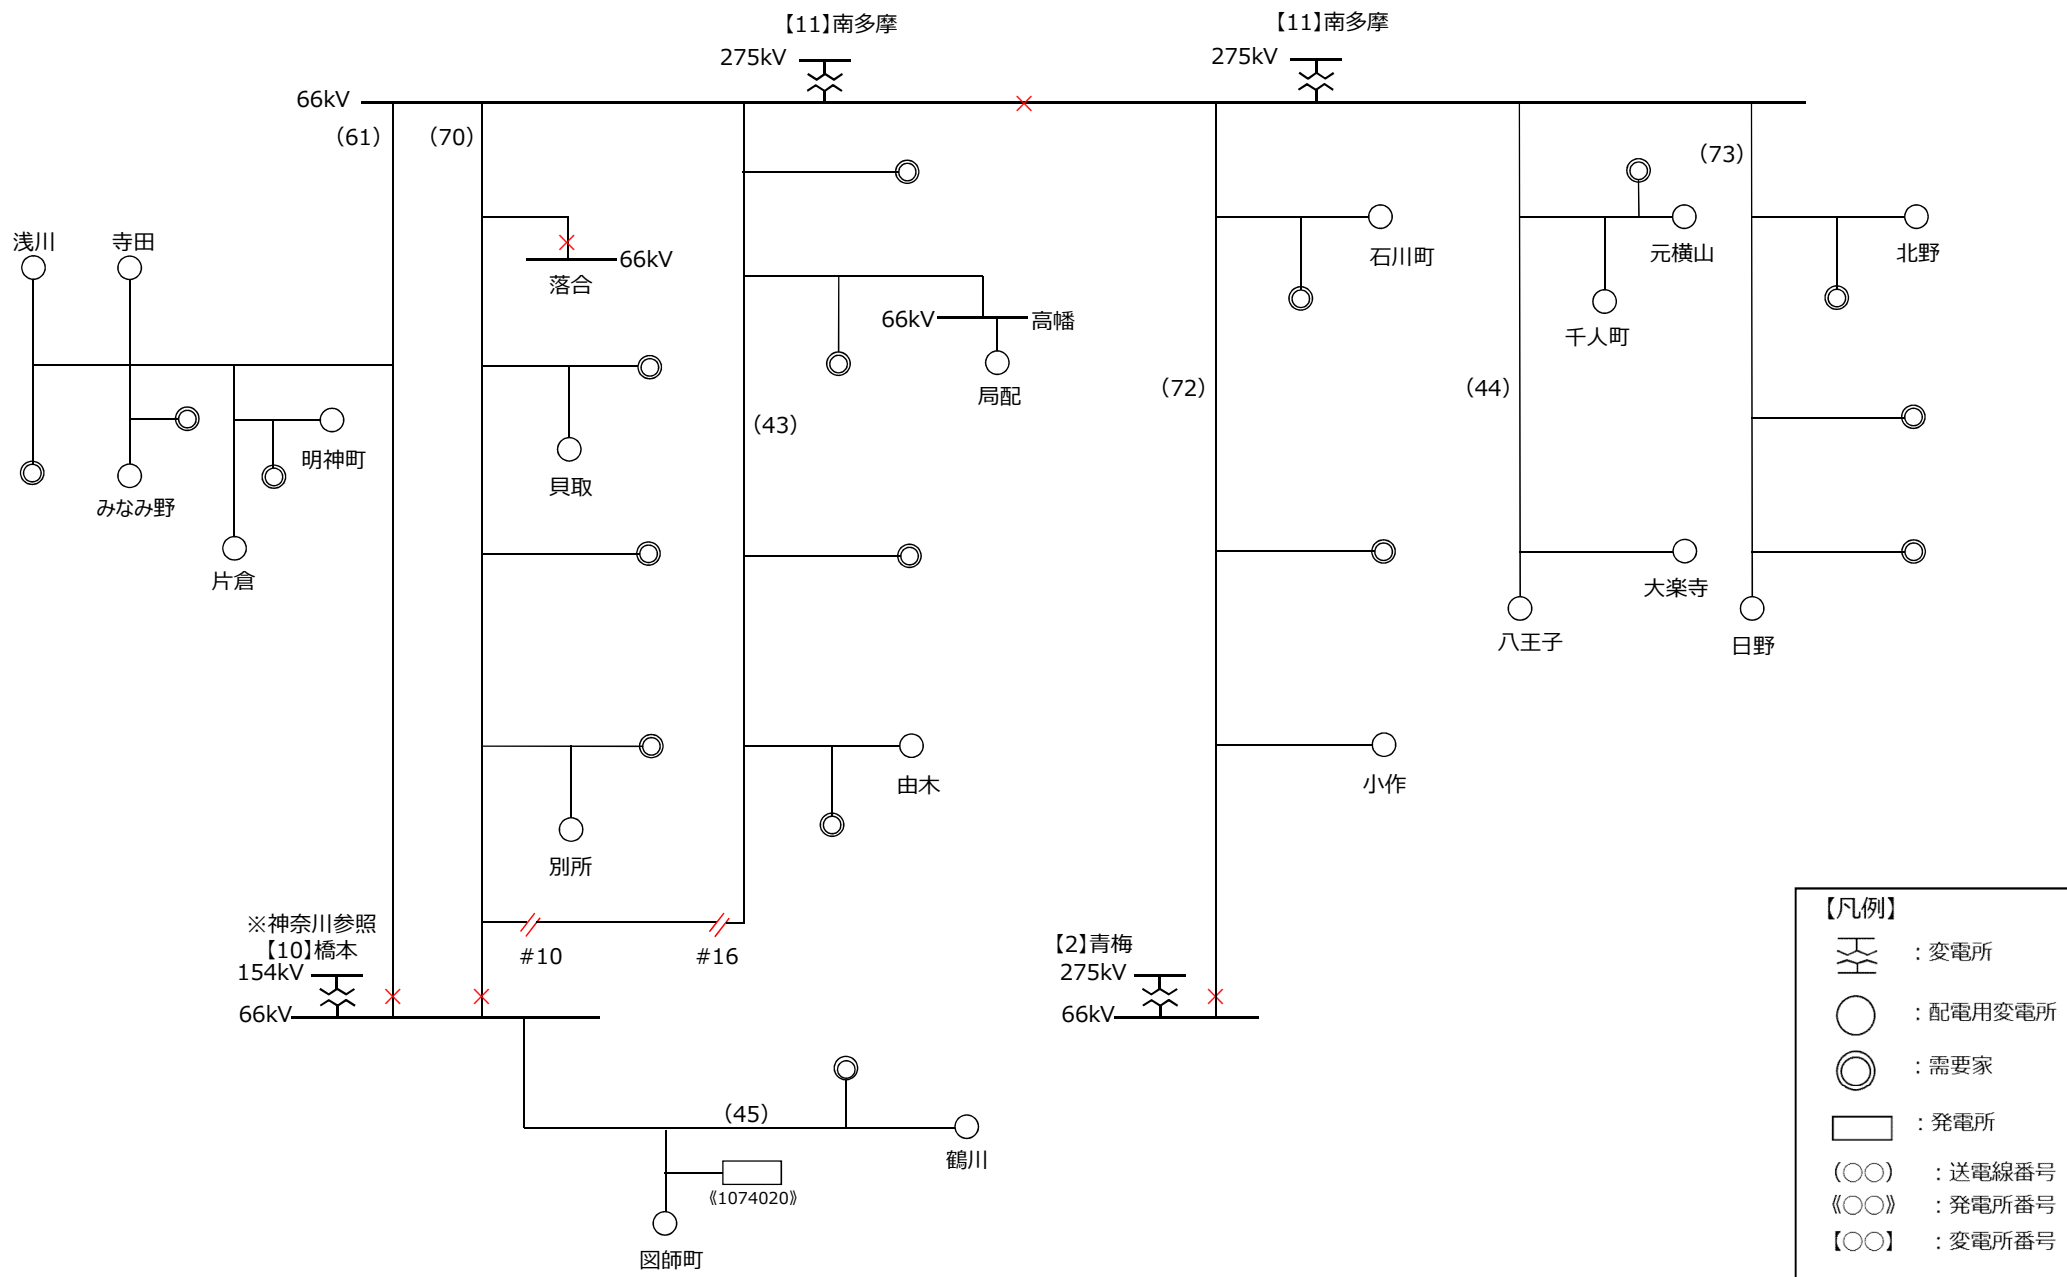 【11】南多摩
【11】南多摩
275kV
275kV
66kV
(61)
(70)
(73)
浅川
寺田
66kV
落合
石川町
元横山
北野
66kV
高幡
千人町
局配
(72)
(44)
(43)
明神町
貝取
みなみ野
片倉
大楽寺
八王子
日野
由木
小作
別所
※神奈川参照
【10】橋本
154kV
66kV
#10
#16
【2】青梅
275kV
66kV
(45)
鶴川
《1074020》
図師町
【凡例】
：変電所
：配電用変電所
：需要家
：発電所
(○○) ：送電線番号
《○○》 ：発電所番号
【○○】 ：変電所番号